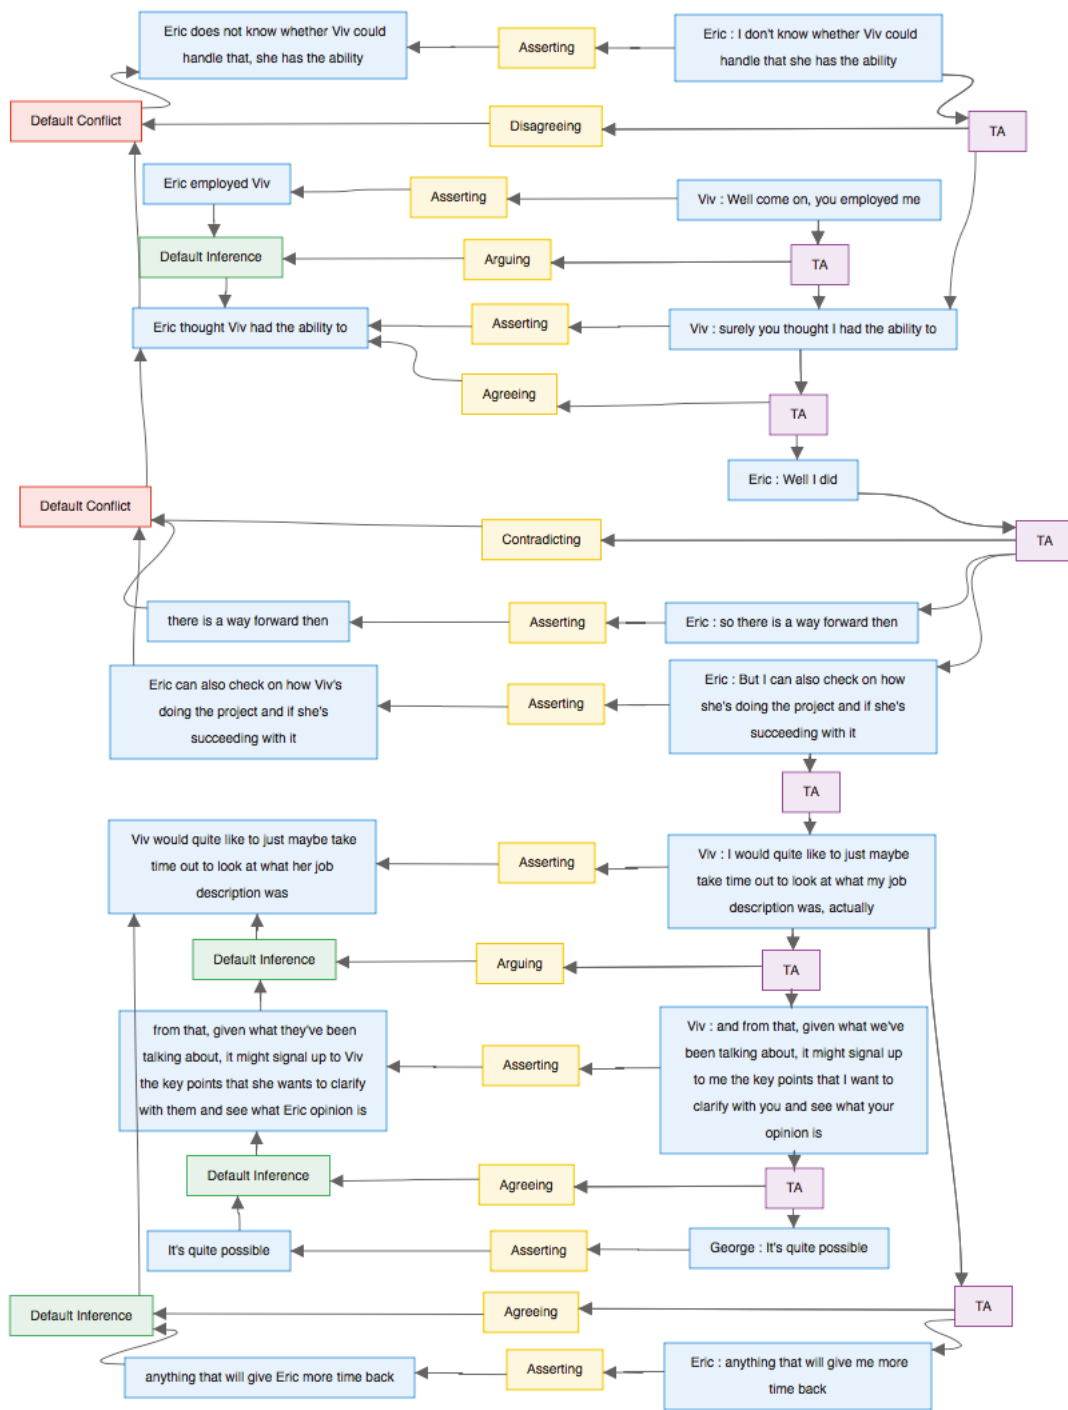 Eric does not know whether Viv could
handle that, she has the ability
Asserting
Eric : I don't know whether Viv could
handle that she has the ability
Default Conflict
Disagreeing
TA
Eric employed Viv
Asserting
Viv : Well come on, you employed me
Default Inference
Arguing
TA
Eric thought Viv had the ability to
Asserting
Viv : surely you thought I had the ability to
Agreeing
TA
Eric : Well I did
Default Conflict
Contradicting
TA
there is a way forward then
Asserting
Eric : so there is a way forward then
Eric can also check on how Viv's
doing the project and if she's
succeeding with it
Asserting
Eric : But I can also check on how
she's doing the project and if she's
succeeding with it
TA
Viv would quite like to just maybe take
time out to look at what her job
description was
Asserting
Viv : I would quite like to just maybe
take time out to look at what my job
description was, actually
Default Inference
Arguing
TA
from that, given what they've been
talking about, it might signal up to Viv
the key points that she wants to clarify
with them and see what Eric opinion is
Asserting
Viv : and from that, given what we've
been talking about, it might signal up
to me the key points that I want to
clarify with you and see what your
opinion is
Default Inference
Agreeing
TA
It's quite possible
Asserting
George : It's quite possible
Default Inference
Agreeing
TA
anything that will give Eric more time back
Asserting
Eric : anything that will give me more
time back